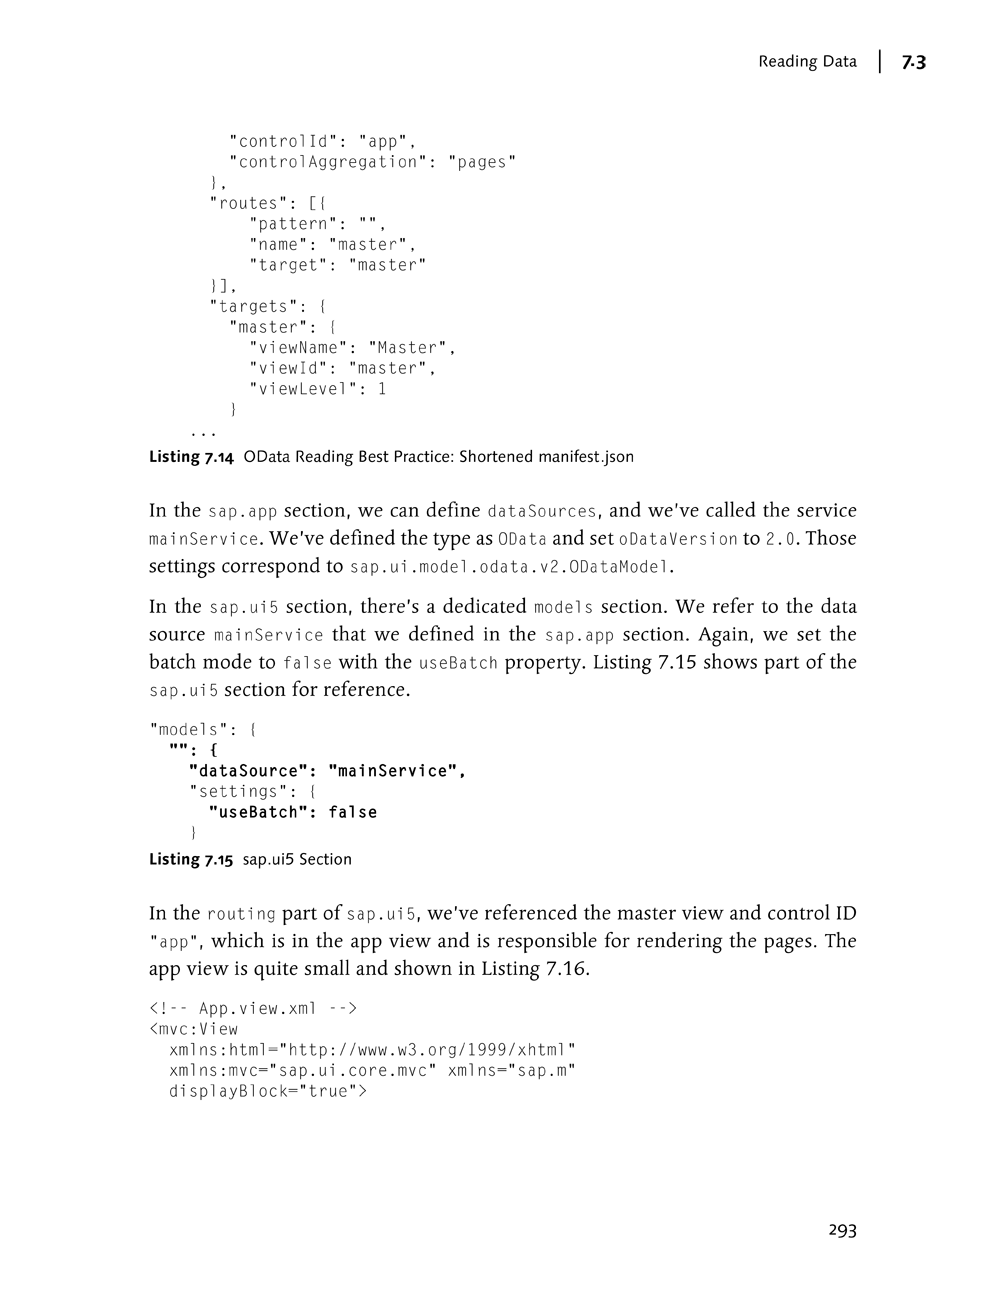 Reading Data | 7.3
"controlId": "app",
"controlAggregation": "pages"
},
"routes": [{
"pattern": "",
"name": "master",
"target": "master"
}],
"targets": {
"master": {
"viewName": "Master",
"viewId": "master",
"viewLevel": 1
}
...
Listing 7.14 OData Reading Best Practice: Shortened manifest.json
In the sap.app section, we can define dataSources, and we've called the service
mainService. We've defined the type as OData and set oDataVersion to 2.0. Those
settings correspond to sap.ui.model.odata.v2.ODataModel.
In the sap.ui5 section, there's a dedicated models section. We refer to the data
source mainService that we defined in the sap.app section. Again, we set the
batch mode to false with the useBatch property. Listing 7.15 shows part of the
sap.ui5 section for reference.
"models": {
"": {
"dataSource": "mainService",
"settings": {
"useBatch": false
}
Listing 7.15 sap.ui5 Section
In the routing part of sap.ui5, we've referenced the master view and control ID
"app", which is in the app view and is responsible for rendering the pages. The
app view is quite small and shown in Listing 7.16.
<!-- App.view.xml -->
<mvc:View
xmlns:html="http://www.w3.org/1999/xhtml"
xmlns:mvc="sap.ui.core.mvc" xmlns="sap.m"
displayBlock="true">
293